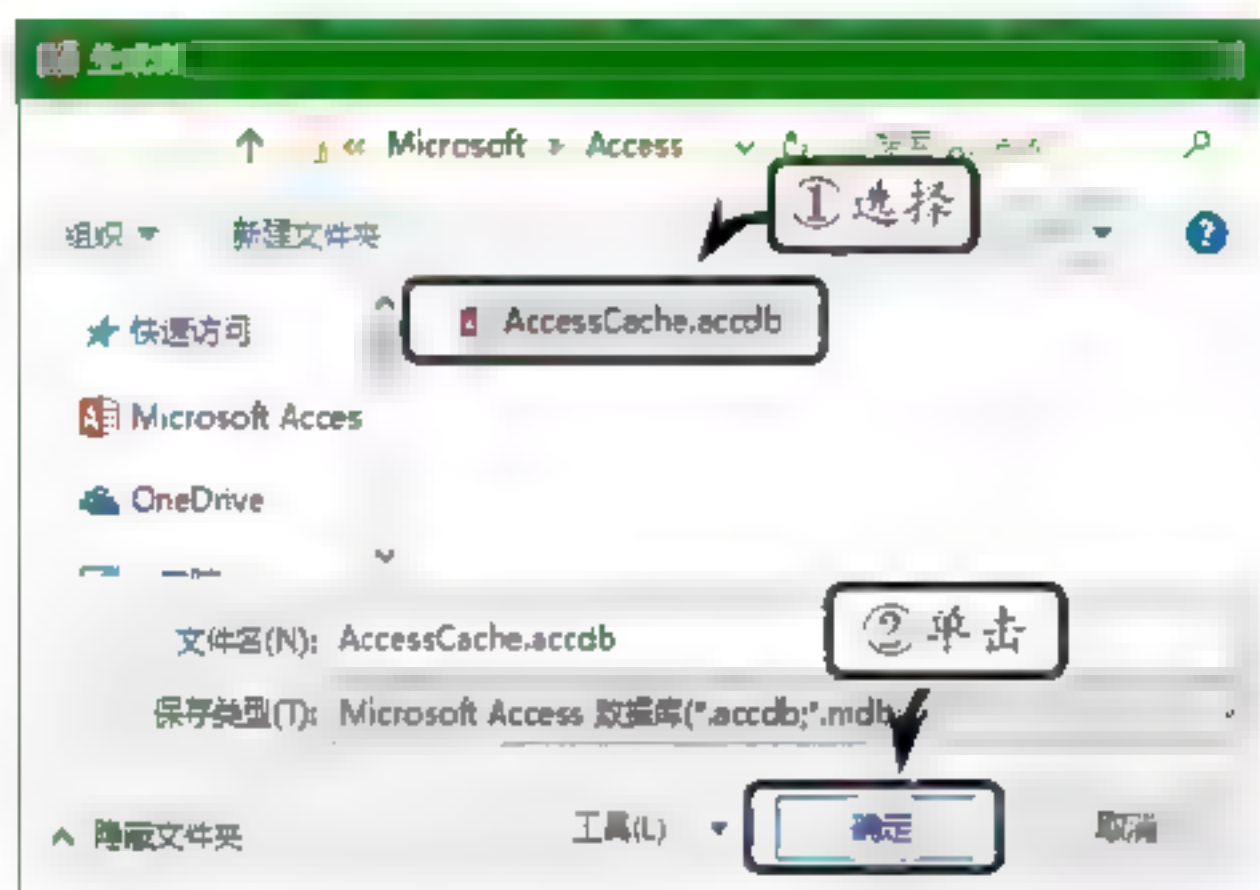 Microsoft › Access
①选择
组织 新建文件夹
快速访问
AccessCache.accdb
Microsoft Acces
OneDrive
②单击
文件名(N): AccessCache.accdb
保存类型(T): Microsoft Access 数据库(*.accdb;*.mdb
隐藏文件夹 工具(L) 确定 取消